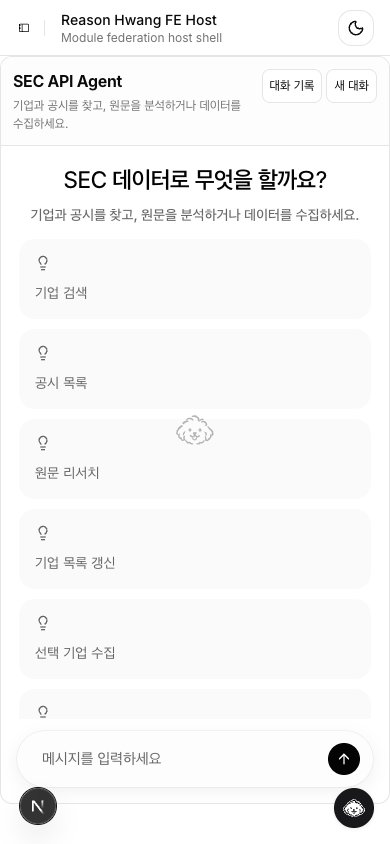 Reason Hwang FE Host
Module federation host shell
SEC API Agent
기업과 공시를 찾고, 원문을 분석하거나 데이터를
수집하세요.
대화 기록
새 대화
SEC 데이터로 무엇을 할까요?
기업과 공시를 찾고, 원문을 분석하거나 데이터를 수집하세요.
기업 검색
공시 목록
원문 리서치
기업 목록 갱신
선택 기업 수집
메시지를 입력하세요
N